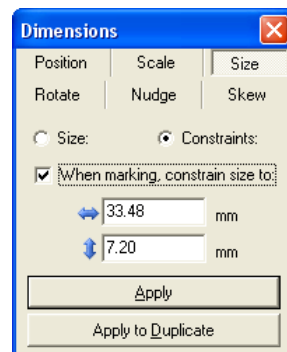 Dimensions
Position Scale Size
Rotate Nudge Skew
Size: Constraints:
When marking, constrain size to:
33.48 mm
7.20 mm
Apply
Apply to Duplicate